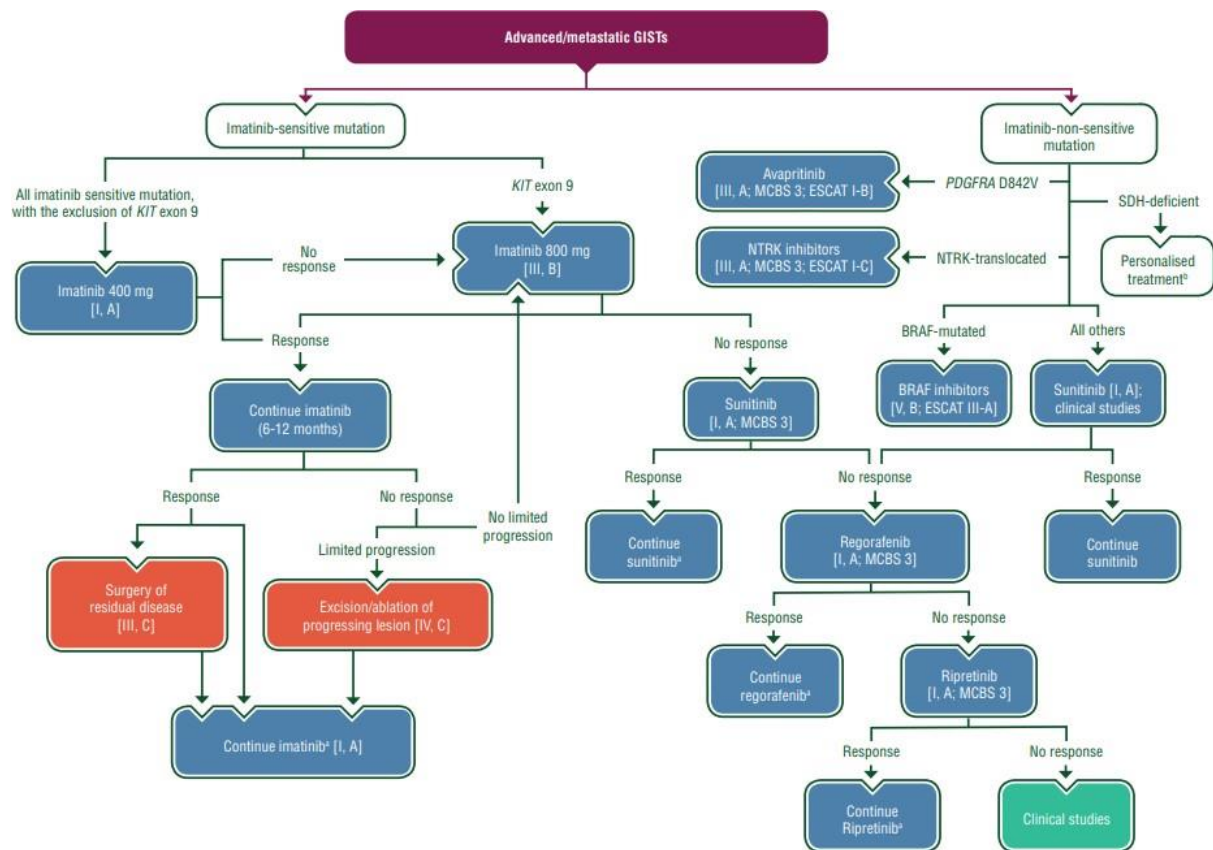 Advanced/metastatic GISTs
Imatinib-sensitive mutation
Imatinib-non-sensitive
mutation
All imatinib sensitive mutation,
with the exclusion of KIT exon 9
KIT exon 9
Avapritinib
[III, A; MCBS 3; ESCAT I-B]
PDGFRA D842V
SDH-deficient
Imatinib 400 mg
[I, A]
No
response
Imatinib 800 mg
[III, B]
NTRK inhibitors
[III, A; MCBS 3; ESCAT I-C]
NTRK-translocated
Personalised
treatmentᵇ
Response
No response
BRAF-mutated
All others
Continue imatinib
(6-12 months)
Sunitinib
[I, A; MCBS 3]
BRAF inhibitors
[V, B; ESCAT III-A]
Sunitinib [I, A];
clinical studies
Response
No response
Response
No response
Response
No limited
progression
Limited progression
Continue
sunitinibᵃ
Regorafenib
[I, A; MCBS 3]
Continue
sunitinib
Surgery of
residual disease
[III, C]
Excision/ablation of
progressing lesion [IV, C]
Response
No response
Continue
regorafenibᵃ
Ripretinib
[I, A; MCBS 3]
Continue imatinibᵃ [I, A]
Response
No response
Continue
Ripretinibᵃ
Clinical studies